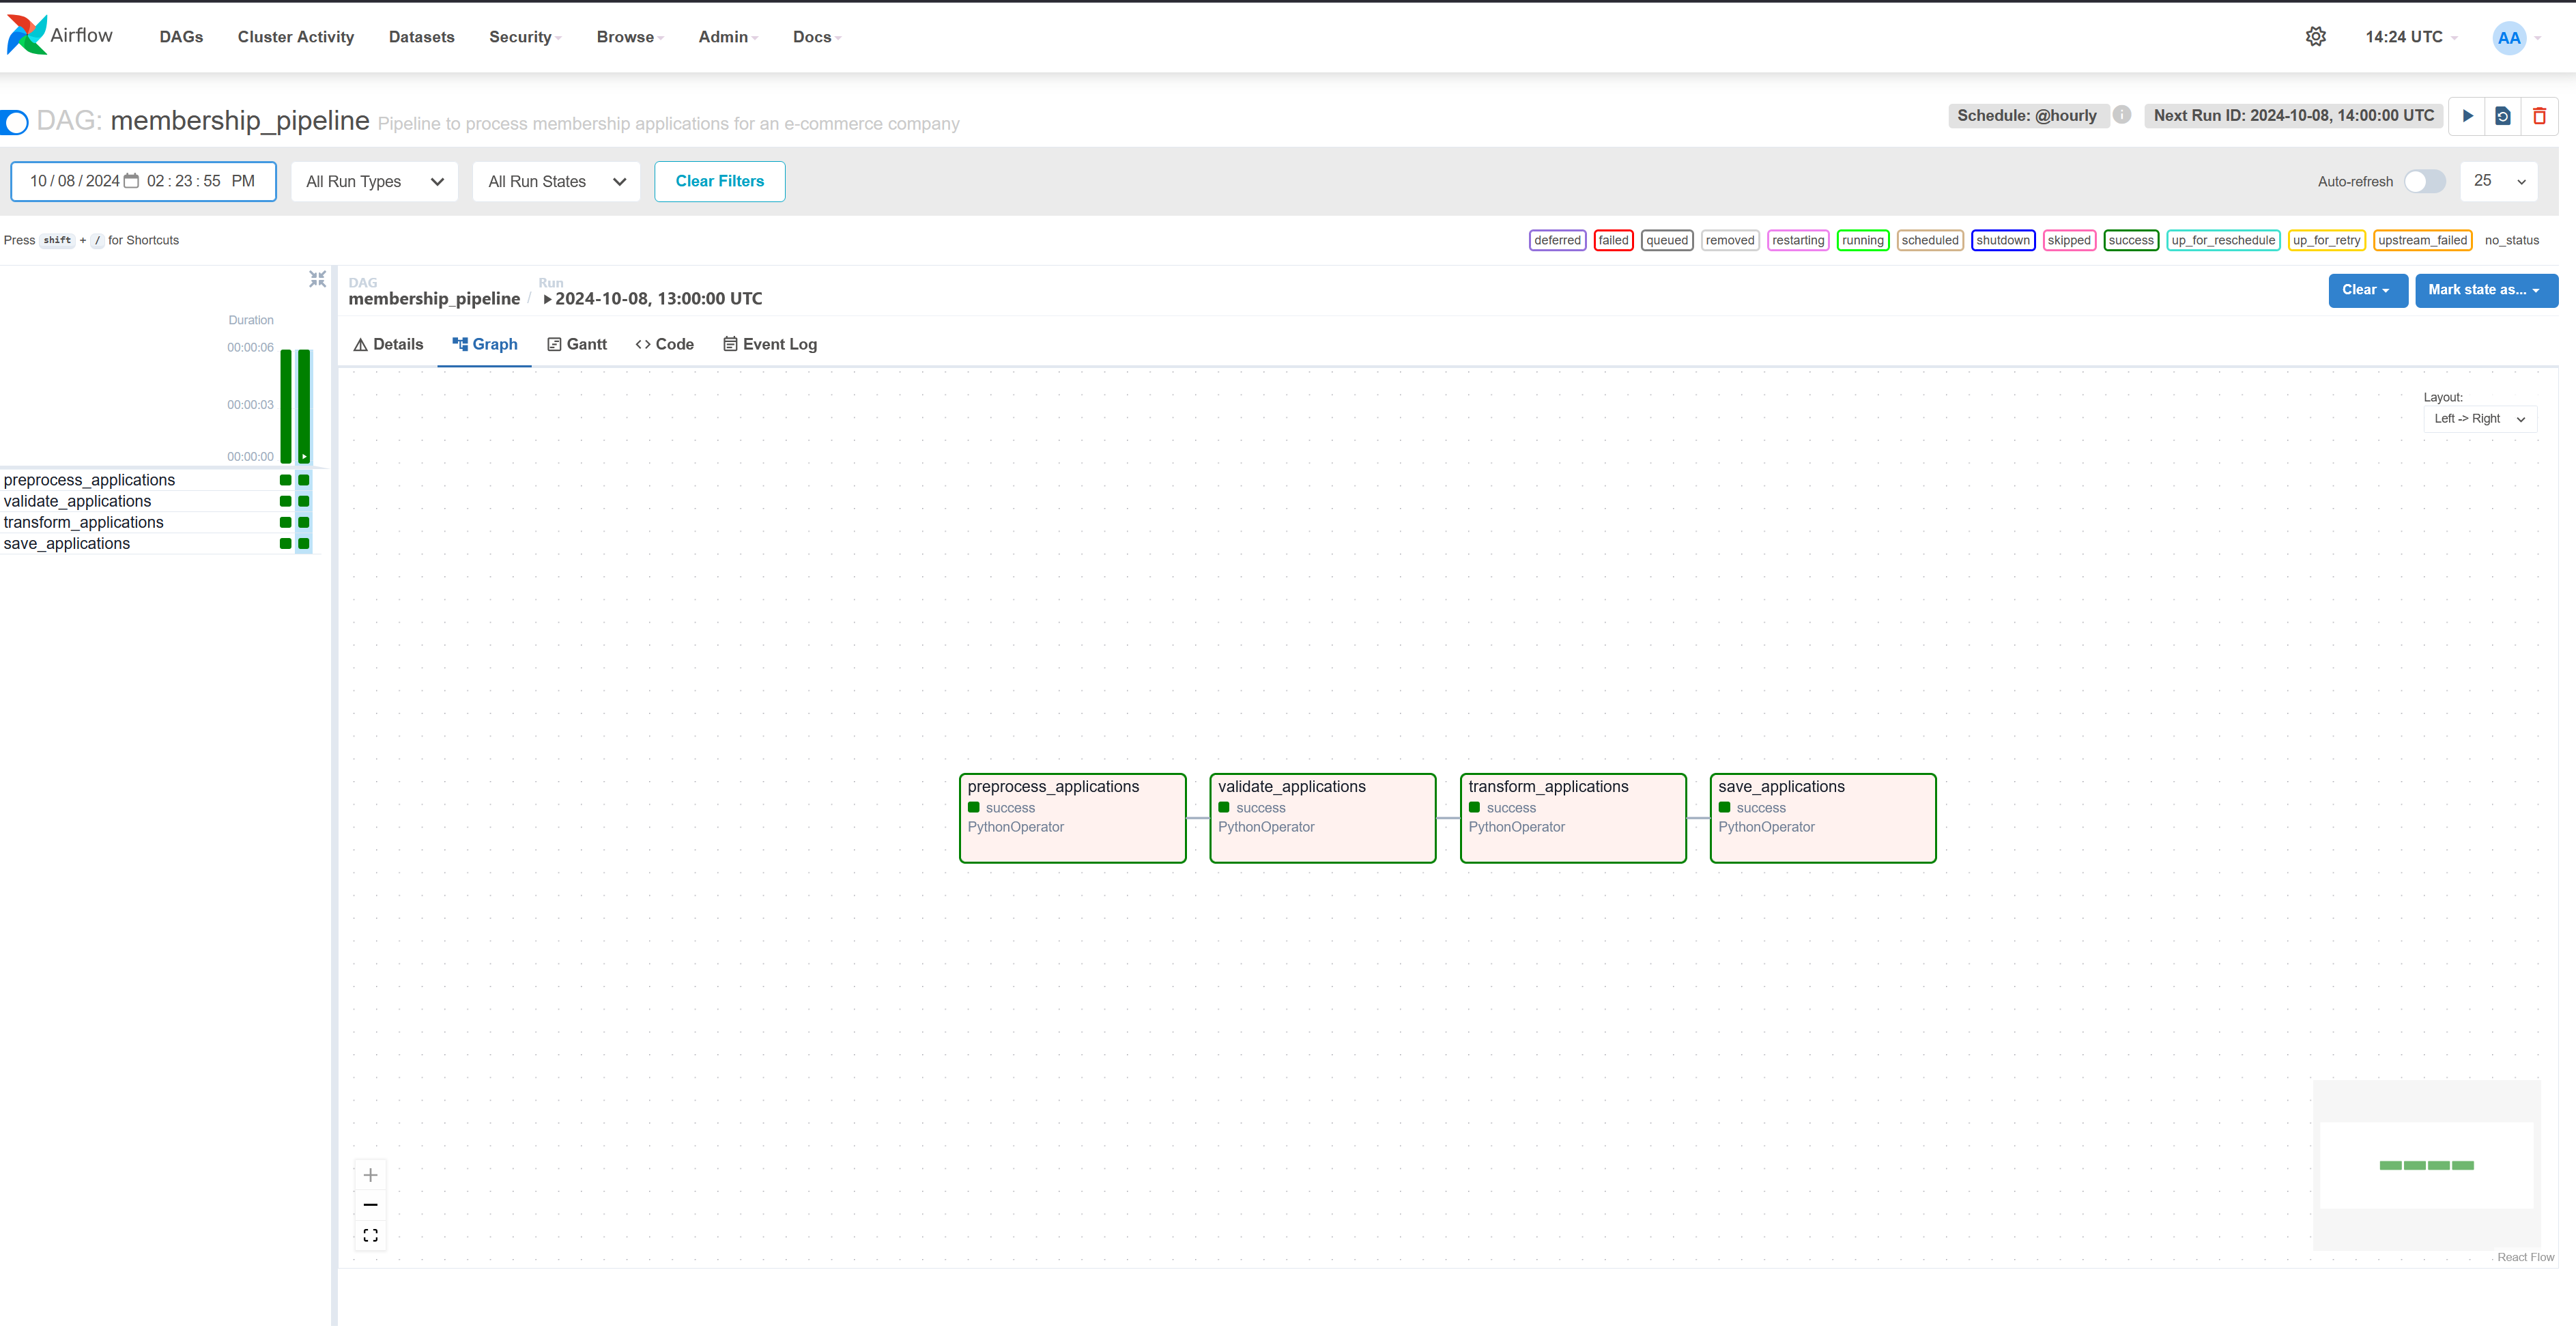 Airflow DAGs Cluster Activity Datasets Security Browse Admin Docs 14:24 UTC AA
DAG: membership_pipeline Pipeline to process membership applications for an e-commerce company Schedule: @hourly Next Run ID: 2024-10-08, 14:00:00 UTC
10/08/2024 02:23:55 PM All Run Types All Run States Clear Filters Auto-refresh 25
Press shift + / for Shortcuts deferred failed queued removed restarting running scheduled shutdown skipped success up_for_reschedule up_for_retry upstream_failed no_status
DAG Run
membership_pipeline / 2024-10-08, 13:00:00 UTC Clear Mark state as...
Duration
00:00:06
00:00:03
00:00:00
preprocess_applications
validate_applications
transform_applications
save_applications
Details Graph Gantt Code Event Log
Layout:
Left -> Right
preprocess_applications
success
PythonOperator
validate_applications
success
PythonOperator
transform_applications
success
PythonOperator
save_applications
success
PythonOperator
React Flow